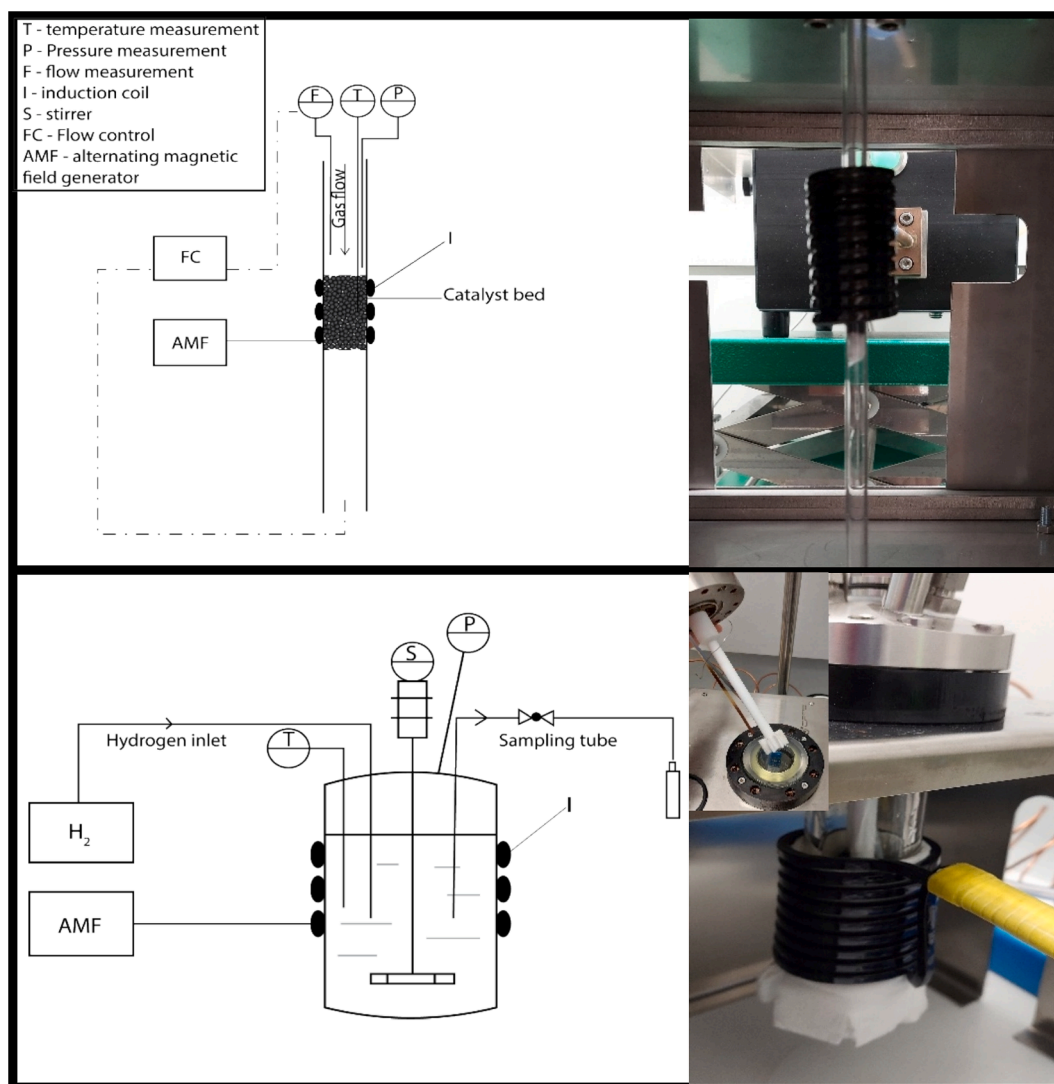 T - temperature measurement
P - Pressure measurement
F - flow measurement
I - induction coil
S - stirrer
FC - Flow control
AMF - alternating magnetic
field generator
F
T
P
Gas flow
FC
I
Catalyst bed
AMF
P
S
Hydrogen inlet
T
Sampling tube
I
H₂
AMF